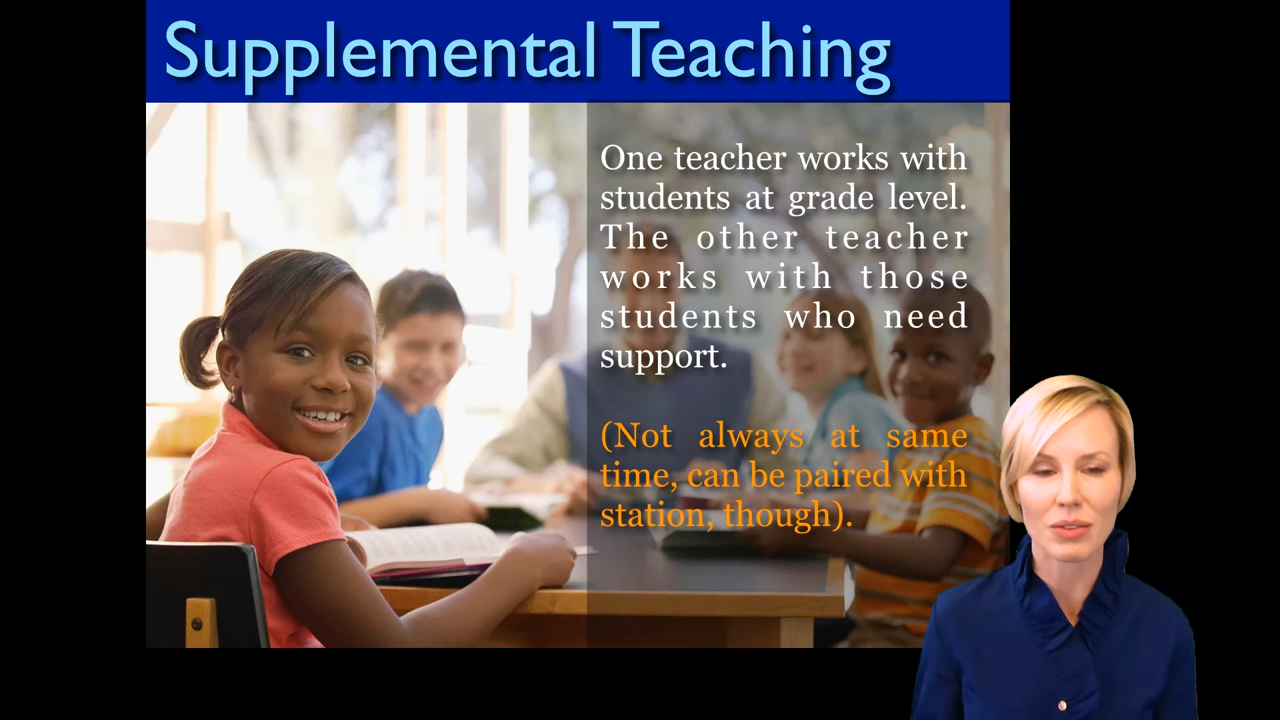 Supplemental Teaching
One teacher works with
students at grade level.
The other teacher
works with those
students who need
support.
(Not always at same
time, can be paired with
station, though).